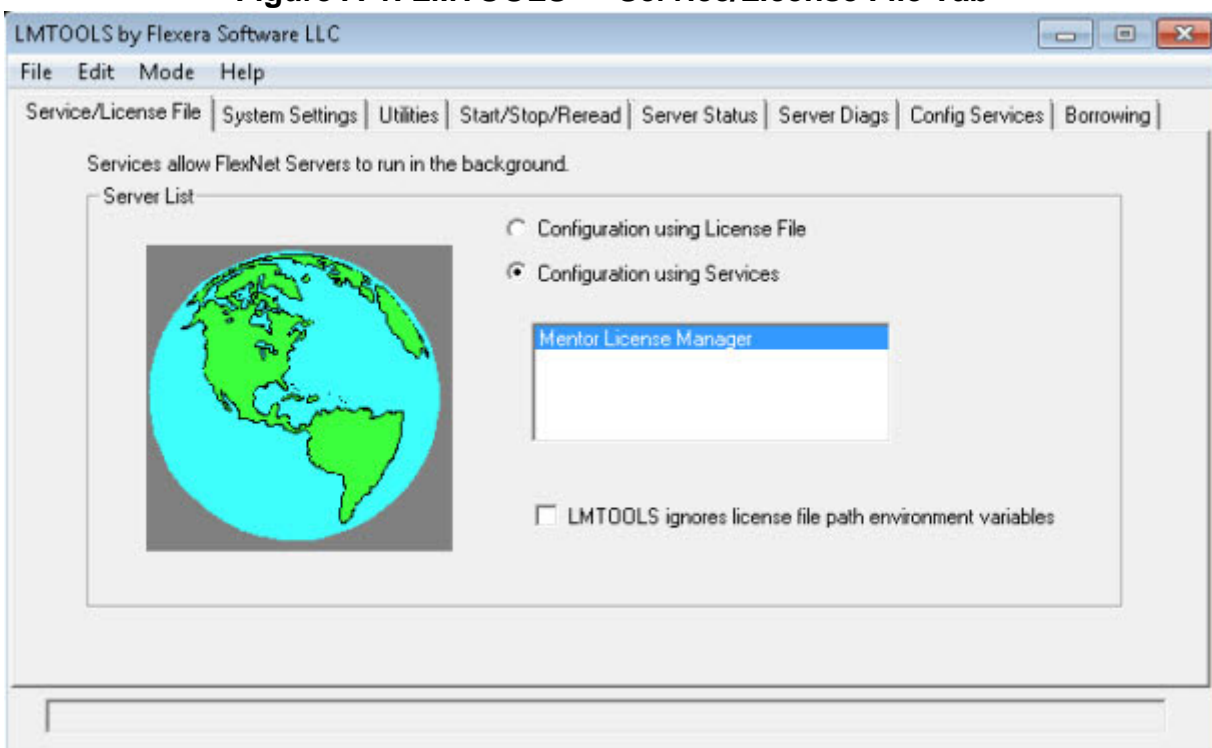 LMTOOLS by Flexera Software LLC
File Edit Mode Help
Service/License File System Settings Utilities Start/Stop/Reread Server Status Server Diags Config Services Borrowing
Services allow FlexNet Servers to run in the background.
Server List
Configuration using License File
Configuration using Services
Mentor License Manager
LMTOOLS ignores license file path environment variables